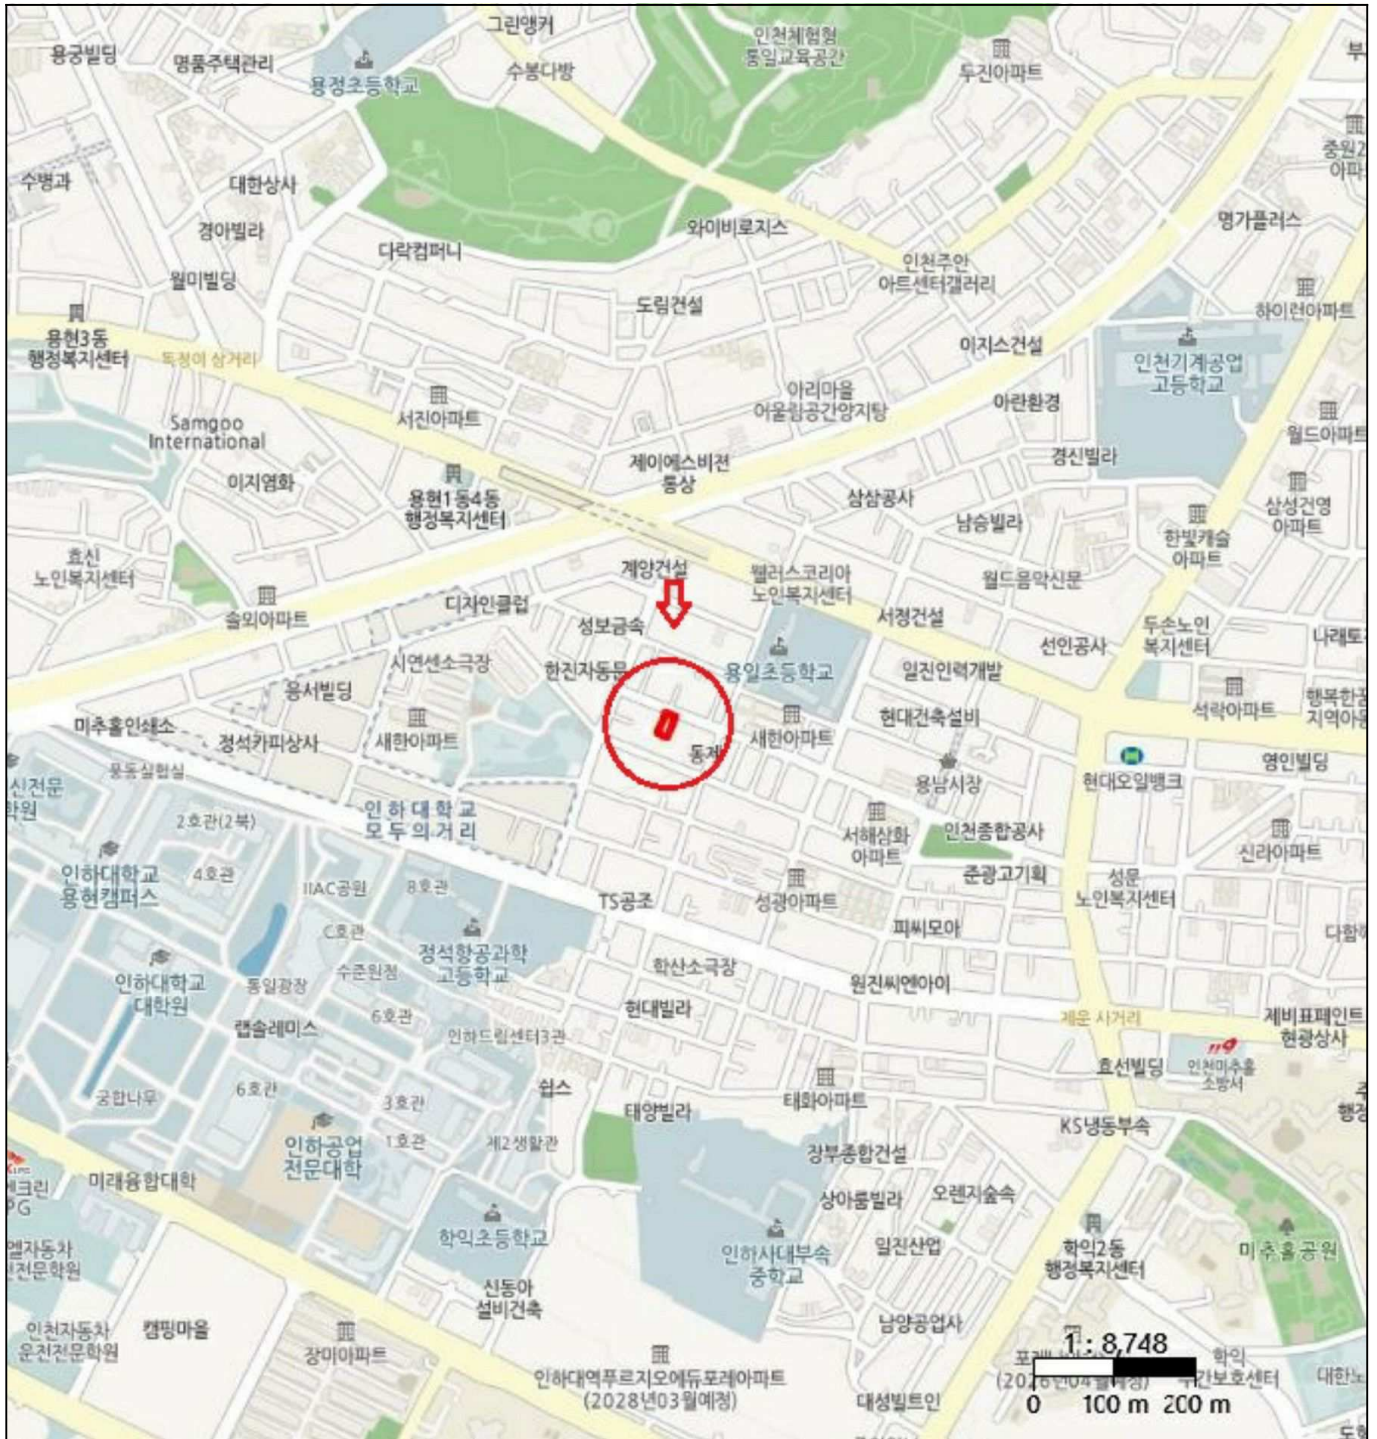 그린앵커
인천체험형
통일교육공간
용궁빌딩
명품주택관리
용정초등학교
수봉다방
두진아파트
수병과
대한상사
경아빌라
다락컴퍼니
와이비로지스
명가플러스
월미빌딩
도림건설
인천주안
아트센터갤러리
하이런아파트
용현3동
행정복지센터
독정이 삼거리
이지스건설
인천기계공업
고등학교
서진아파트
아리마을
어울림공간양지탕
아란환경
Samgoo
International
월드아파트
제이에스비젼
통상
경신빌라
이지염화
용현1동4동
행정복지센터
삼삼공사
남승빌라
삼성건영
아파트
한빛캐슬
아파트
효신
노인복지센터
계양건설
웰러스코리아
노인복지센터
월드음악신문
솔외아파트
디자인클럽
섬보금속
서정건설
선인공사
두손노인
복지센터
시연센소극장
한진자동문
용일초등학교
일진인력개발
응서빌딩
석락아파트
미추홀인쇄소
정석카피상사
새한아파트
동제
새한아파트
현대건축설비
영인빌딩
풍동실험실
용남시장
현대오일뱅크
인하대학교
모두의거리
2호관(2북)
서해삼화
아파트
인천종합공사
신라아파트
인하대학교
용현캠퍼스
4호관
IIAC공원
8호관
준광고기획
성문
노인복지센터
TS공조
성광아파트
C호관
피씨모아
정석항공과학
고등학교
인하대학교
대학원
통일광장
수준원점
학산소극장
원진씨엔아이
6호관
현대빌라
랩솔레미스
제운 사거리
제비표페인트
현광상사
인하드림센터3관
119
효선빌딩
인천미추홀
소방서
궁합나무
6호관
3호관
쉽스
태양빌라
태화아파트
KS냉동부속
인하공업
전문대학
1호관
제2생활관
장부종합건설
미래융합대학
상아룸빌라
오렌지숲속
학익초등학교
인하사대부속
중학교
일진산업
학익2동
행정복지센터
미추홀공원
신동아
설비건축
인천자동차
운전전문학원
캠핑마을
장미아파트
남양공업사
1 : 8,748
인하대역푸르지오에듀포레아파트
(2028년03월예정)
학익
대성빌트인
0 100 m 200 m